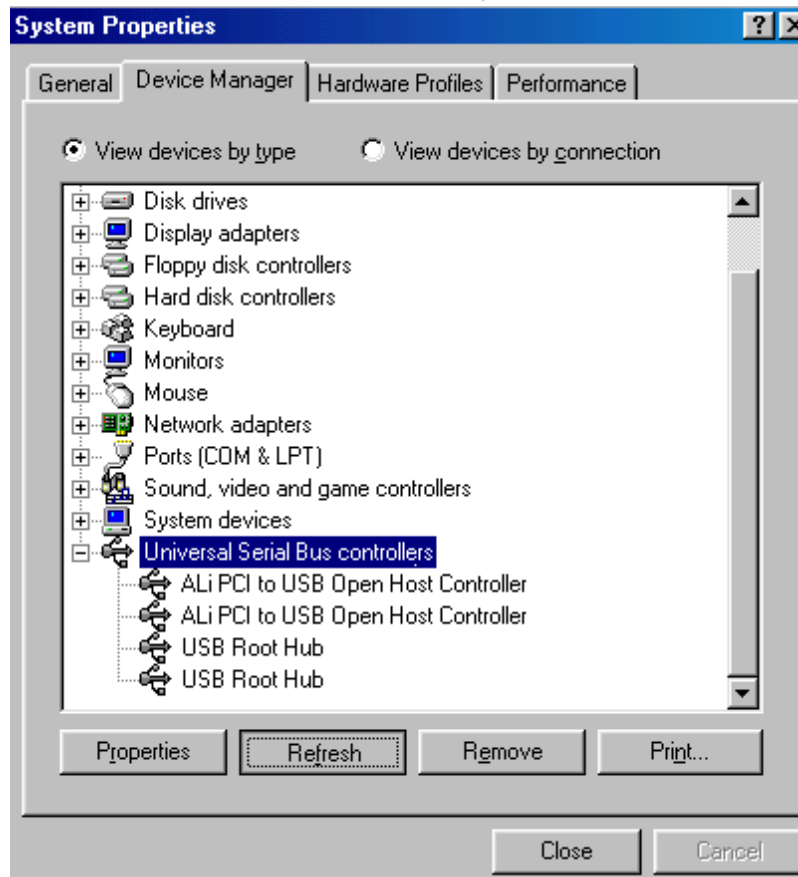 System Properties
General Device Manager Hardware Profiles Performance
View devices by type View devices by connection
Disk drives
Display adapters
Floppy disk controllers
Hard disk controllers
Keyboard
Monitors
Mouse
Network adapters
Ports (COM & LPT)
Sound, video and game controllers
System devices
Universal Serial Bus controllers
ALi PCI to USB Open Host Controller
ALi PCI to USB Open Host Controller
USB Root Hub
USB Root Hub
Properties Refresh Remove Print...
Close Cancel